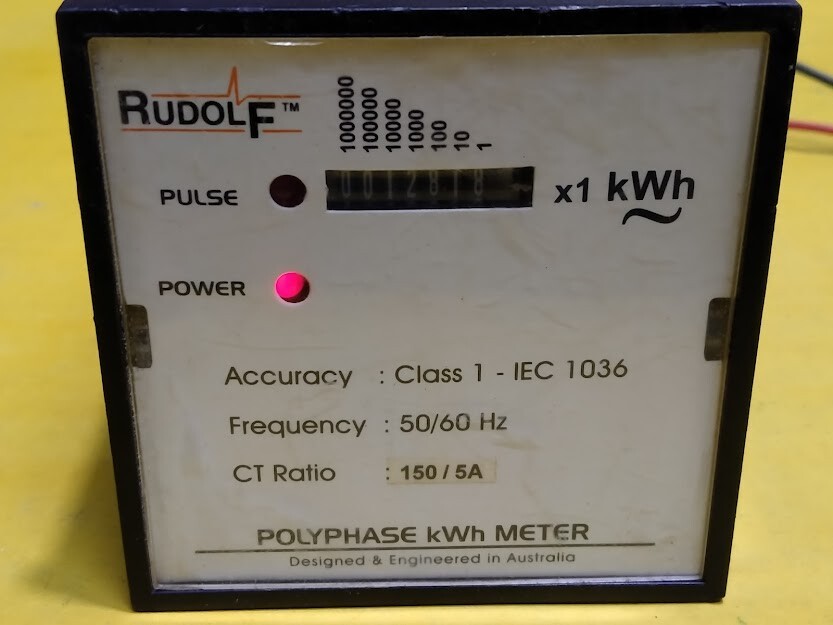 RUDOLF™
1000000
100000
10000
1000
100
10
1
PULSE
0012818
x1 kWh
POWER
Accuracy : Class 1 - IEC 1036
Frequency : 50/60 Hz
CT Ratio : 150 / 5A
POLYPHASE kWh METER
Designed & Engineered in Australia